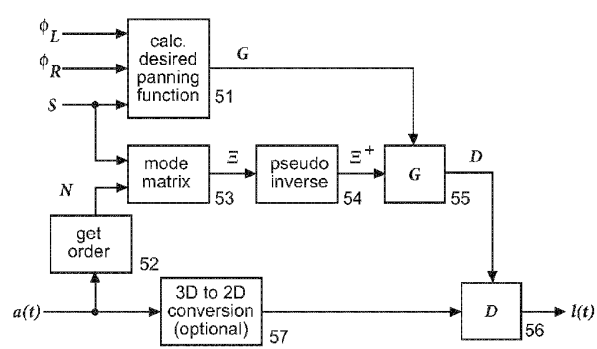 ϕL
ϕR
S
calc.
desired
panning
function
51
G
mode
matrix
53
Ξ
pseudo
inverse
54
Ξ+
G
55
D
N
get
order
52
a(t)
3D to 2D
conversion
(optional)
57
D
56
l(t)